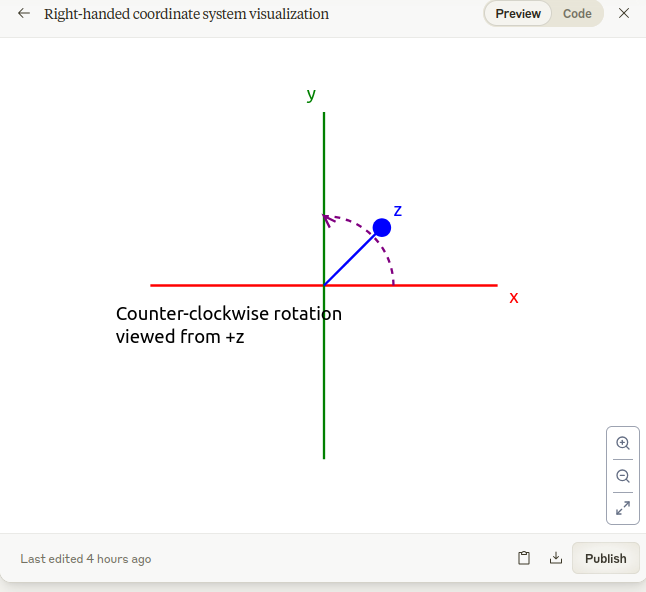 Right-handed coordinate system visualization
Preview
Code
y
z
x
Counter-clockwise rotation
viewed from +z
Last edited 4 hours ago
Publish